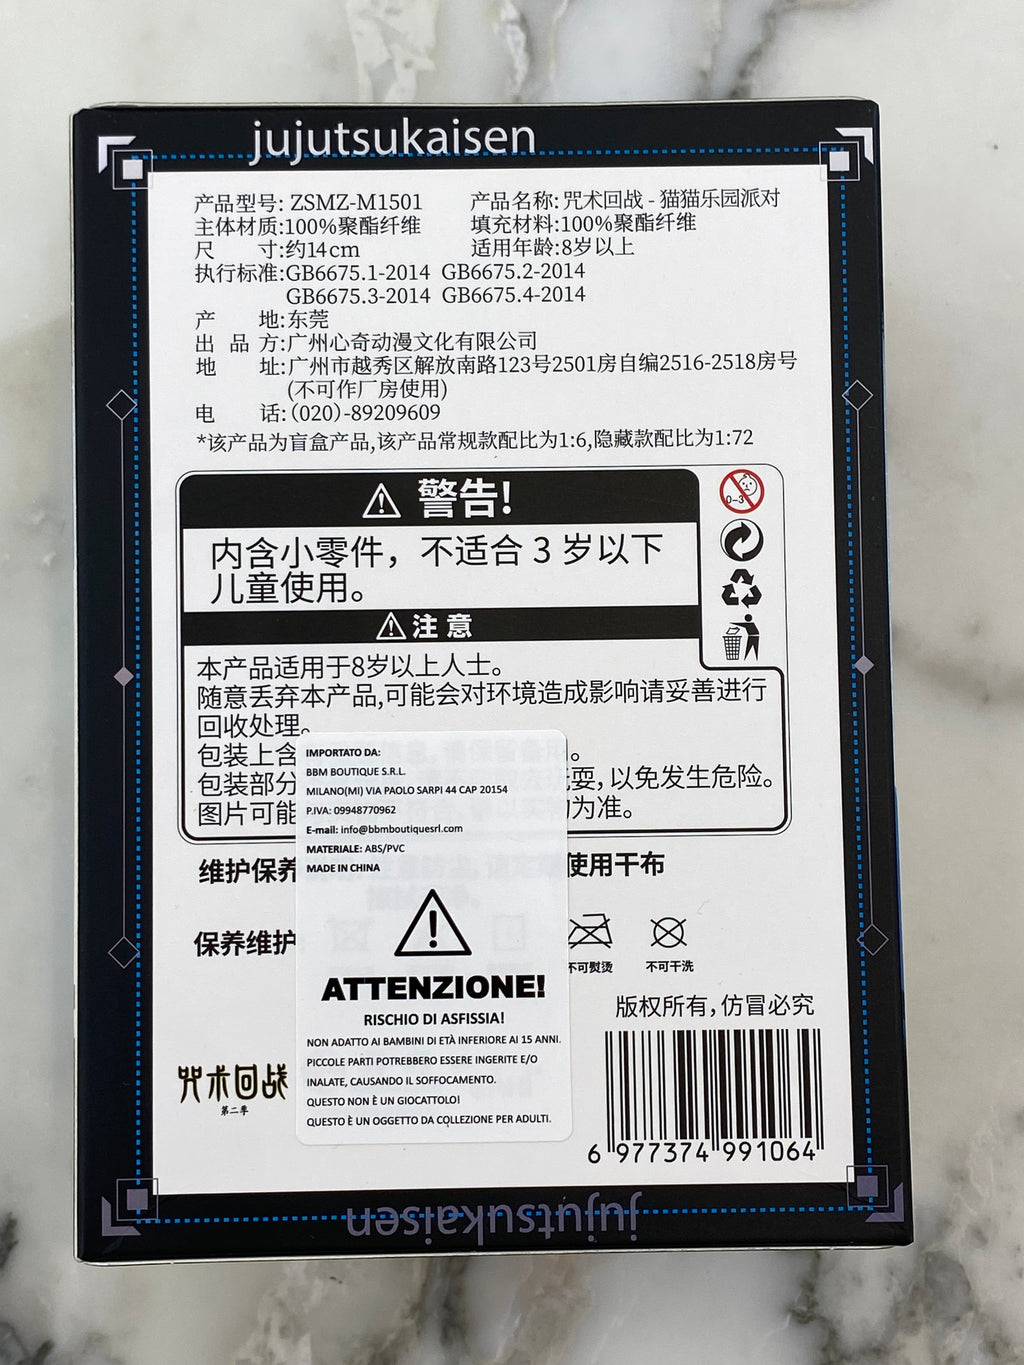 jujutsukaisen
产品型号: ZSMZ-M1501 产品名称: 咒术回战 - 猫猫乐园派对
主体材质:100%聚酯纤维 填充材料:100%聚酯纤维
尺 寸:约14cm 适用年龄:8岁以上
执行标准:GB6675.1-2014 GB6675.2-2014
GB6675.3-2014 GB6675.4-2014
产 地:东莞
出 品 方:广州心奇动漫文化有限公司
地 址:广州市越秀区解放南路123号2501房自编2516-2518房号
(不可作厂房使用)
电 话:(020)-89209609
*该产品为盲盒产品,该产品常规款配比为1:6,隐藏款配比为1:72
警告!
0-3
内含小零件，不适合 3 岁以下
儿童使用。
注意
本产品适用于8岁以上人士。
随意丢弃本产品,可能会对环境造成影响请妥善进行
回收处理。
包装上含
包装部分 耍,以免发生危险。
图片可能 为准。
维护保养 使用干布
保养维护
不可熨烫 不可干洗
IMPORTATO DA:
BBM BOUTIQUE S.R.L.
MILANO(MI) VIA PAOLO SARPI 44 CAP 20154
P.IVA: 09948770962
E-mail: info@bbmboutiquesrl.com
MATERIALE: ABS/PVC
MADE IN CHINA
ATTENZIONE!
RISCHIO DI ASFISSIA!
NON ADATTO AI BAMBINI DI ETÀ INFERIORE AI 15 ANNI.
PICCOLE PARTI POTREBBERO ESSERE INGERITE E/O
INALATE, CAUSANDO IL SOFFOCAMENTO.
QUESTO NON È UN GIOCATTOLO!
QUESTO È UN OGGETTO DA COLLEZIONE PER ADULTI.
版权所有,仿冒必究
咒术回战
第二季
6 977374 991064
jujutsukaisen